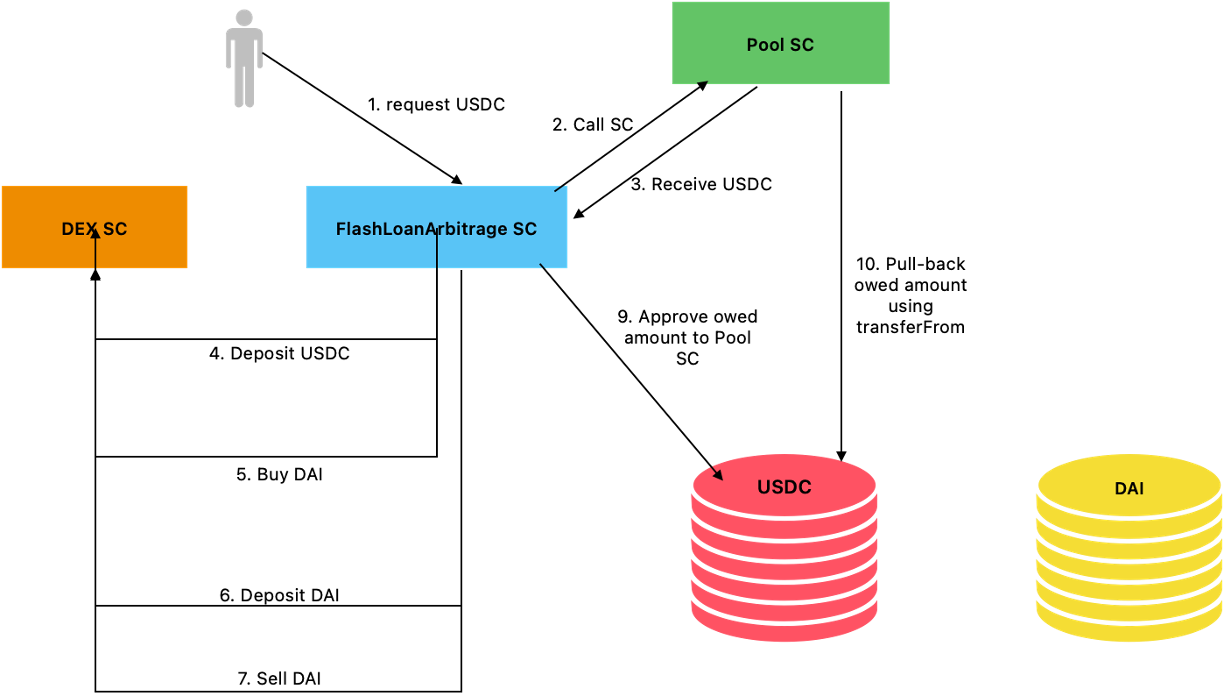 Pool SC
1. request USDC
2. Call SC
3. Receive USDC
DEX SC
FlashLoanArbitrage SC
10. Pull-back
owed amount
using
transferFrom
9. Approve owed
amount to Pool
SC
4. Deposit USDC
5. Buy DAI
USDC
DAI
6. Deposit DAI
7. Sell DAI